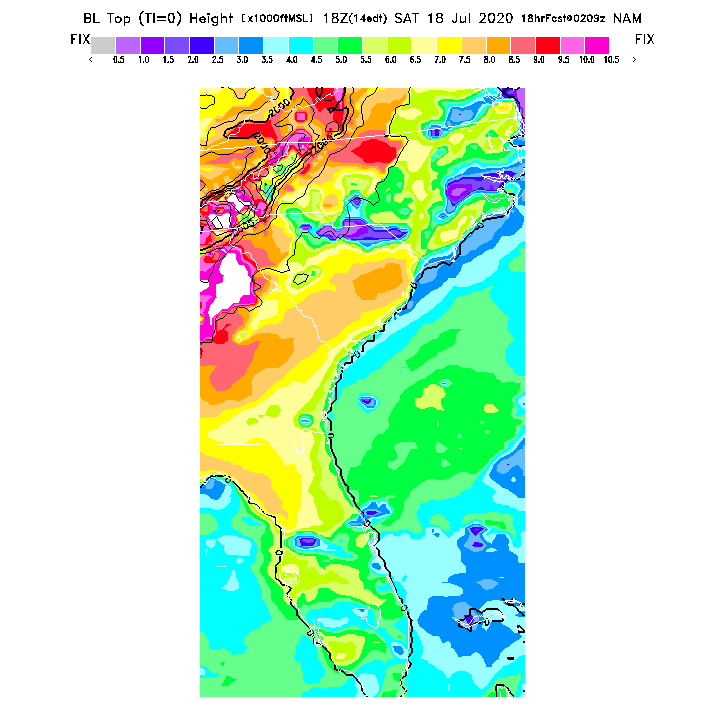 BL Top (TI=0) Height [x1000ftMSL] 18Z(14edt) SAT 18 Jul 2020 18hrFcst@0209z NAM
FIX FIX
< 0.5 1.0 1.5 2.0 2.5 3.0 3.5 4.0 4.5 5.0 5.5 6.0 6.5 7.0 7.5 8.0 8.5 9.0 9.5 10.0 10.5 >
2000